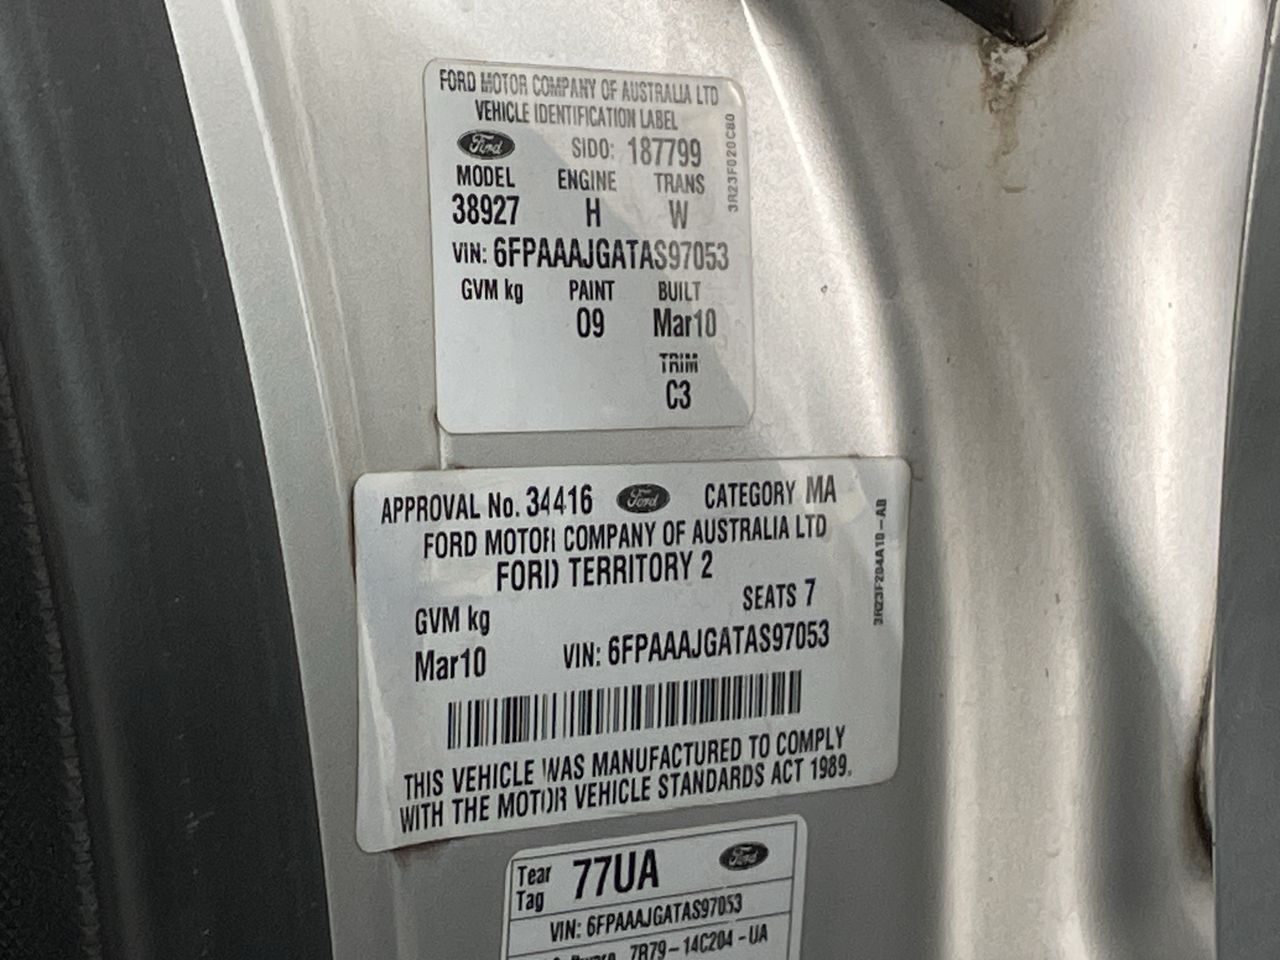 FORD MOTOR COMPANY OF AUSTRALIA LTD
VEHICLE IDENTIFICATION LABEL
Ford SIDO: 187799
MODEL ENGINE TRANS
38927 H W
VIN: 6FPAAAJGATAS97053
GVM kg PAINT BUILT
09 Mar10
TRIM
C3
3R23F020C80
APPROVAL No. 34416 Ford CATEGORY MA
FORD MOTOR COMPANY OF AUSTRALIA LTD
FORD TERRITORY 2
SEATS 7
GVM kg
Mar10 VIN: 6FPAAAJGATAS97053
THIS VEHICLE WAS MANUFACTURED TO COMPLY
WITH THE MOTOR VEHICLE STANDARDS ACT 1989.
3R23F204A10-AB
Tear Tag 77UA Ford
VIN: 6FPAAAJGATAS97053
7R79-14C204-UA